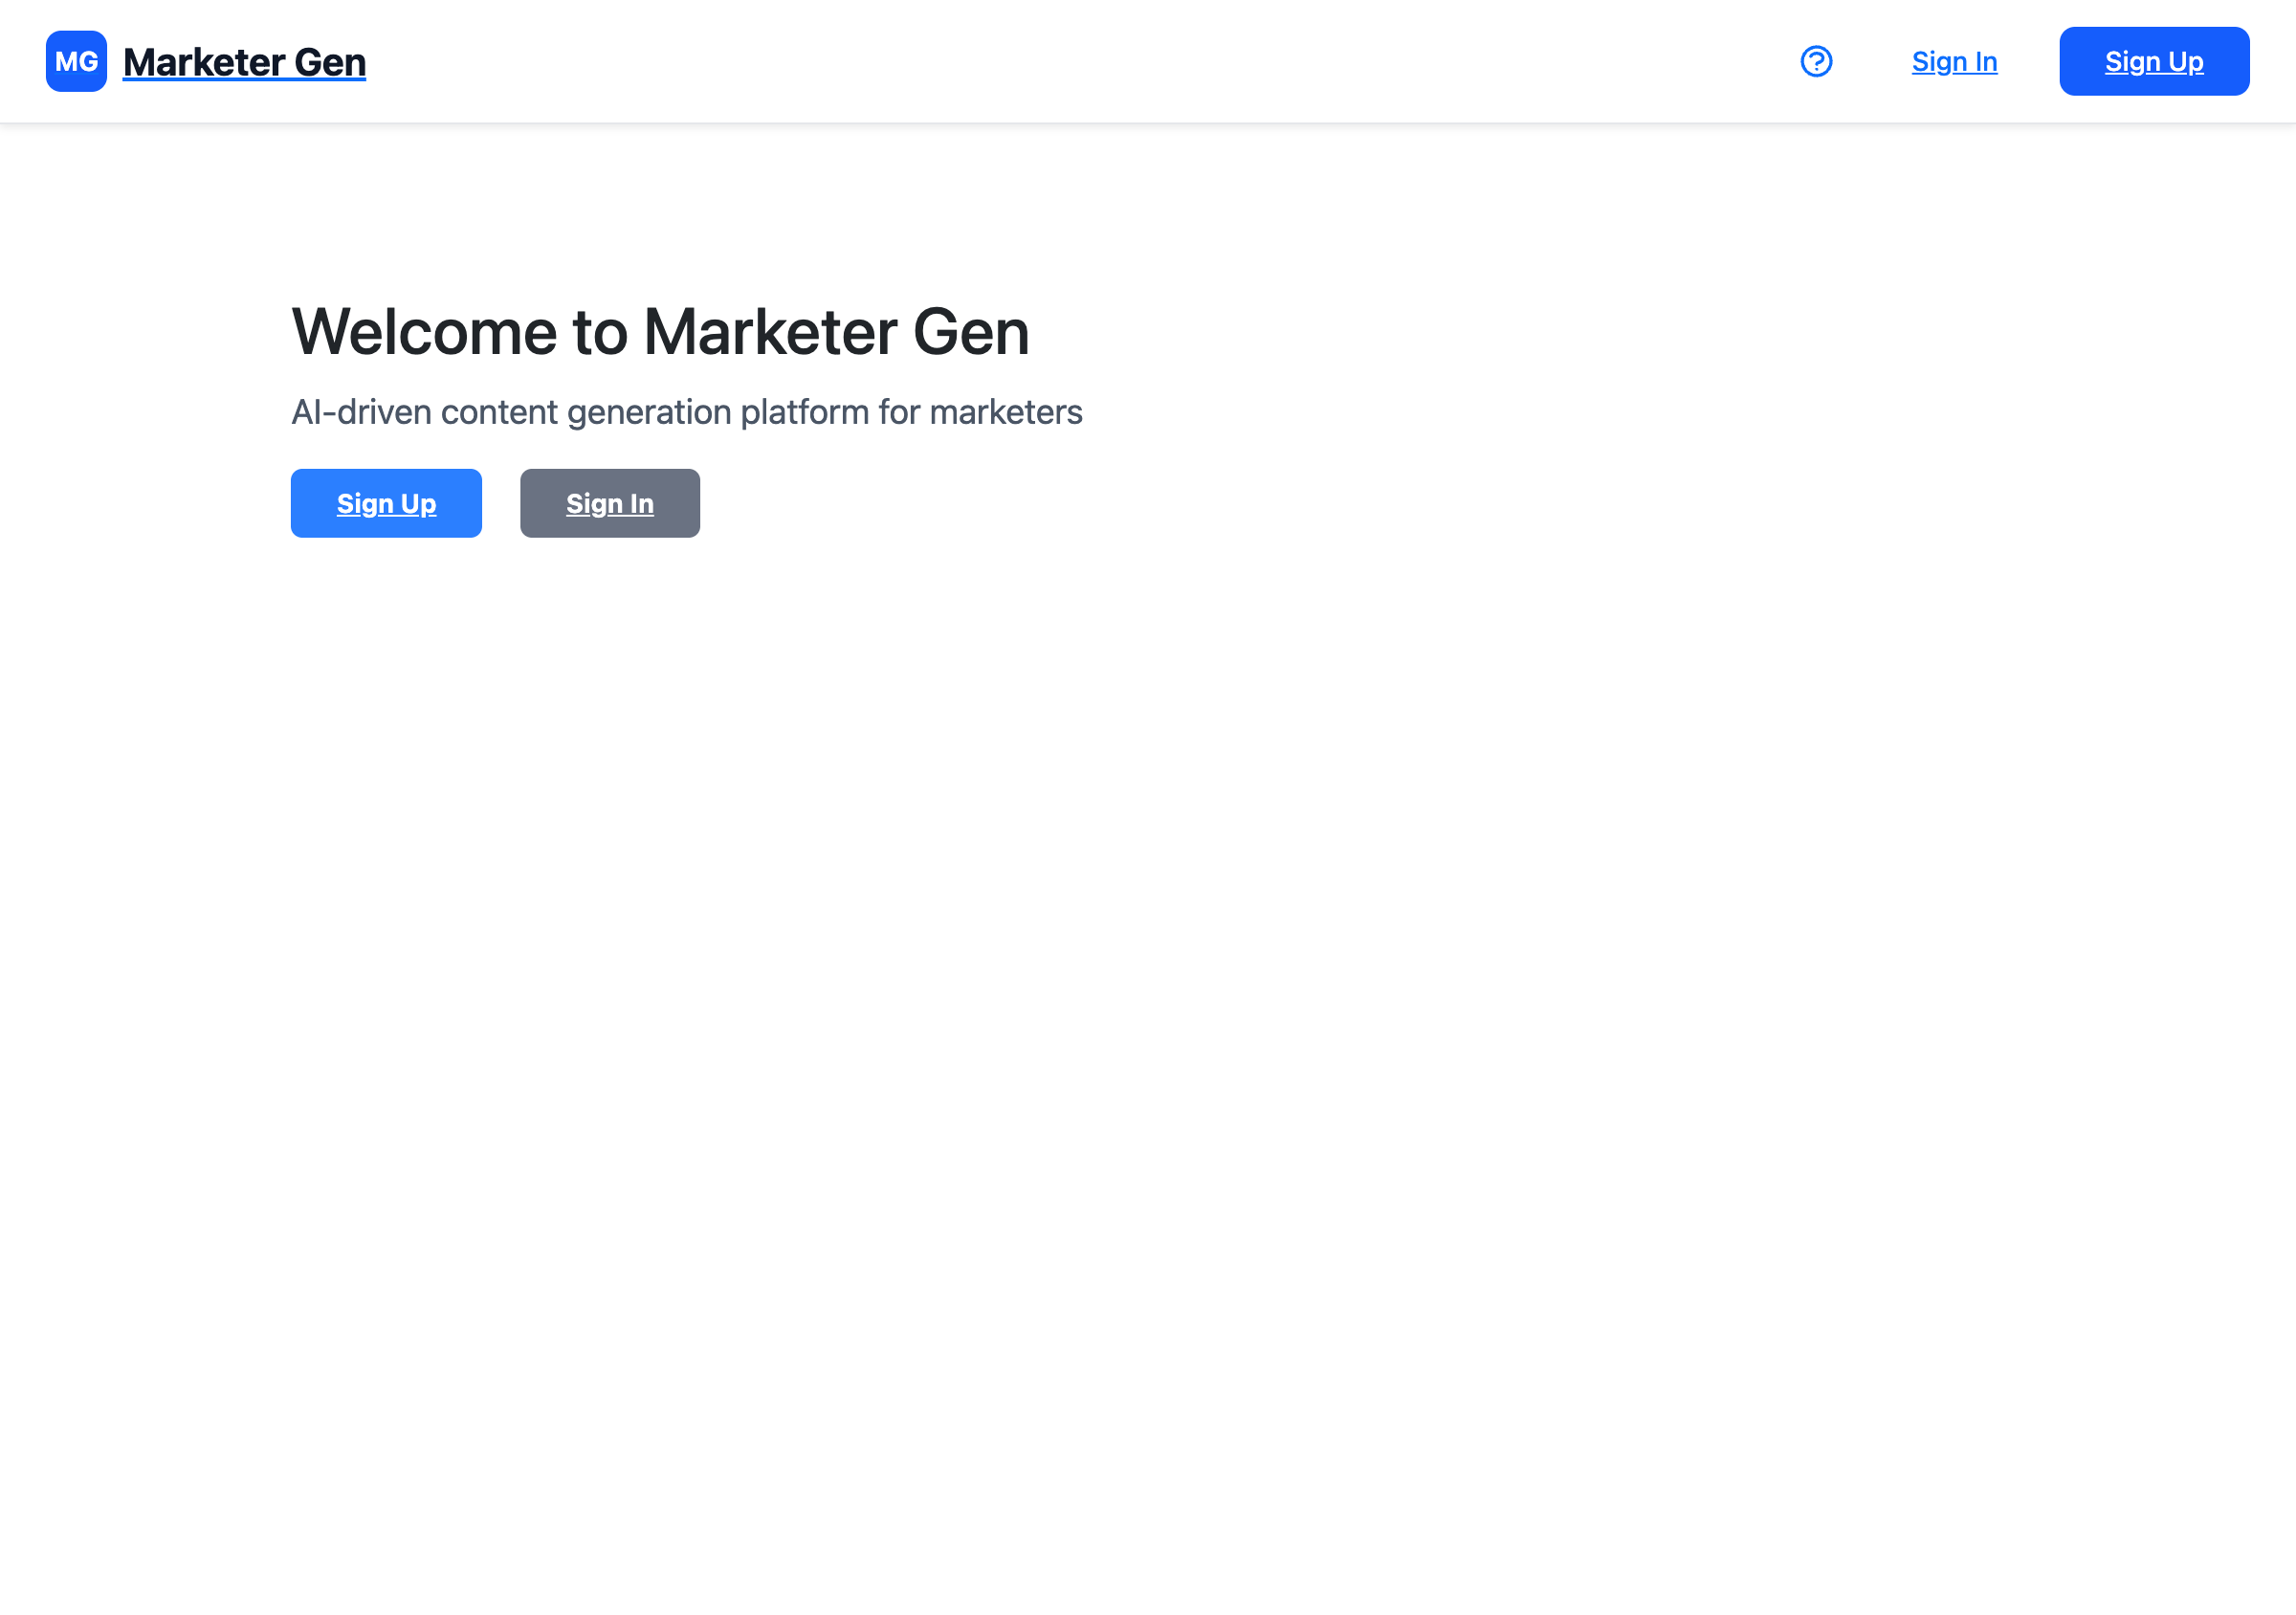 MG Marketer Gen ? Sign In Sign Up
Welcome to Marketer Gen
AI-driven content generation platform for marketers
Sign Up Sign In